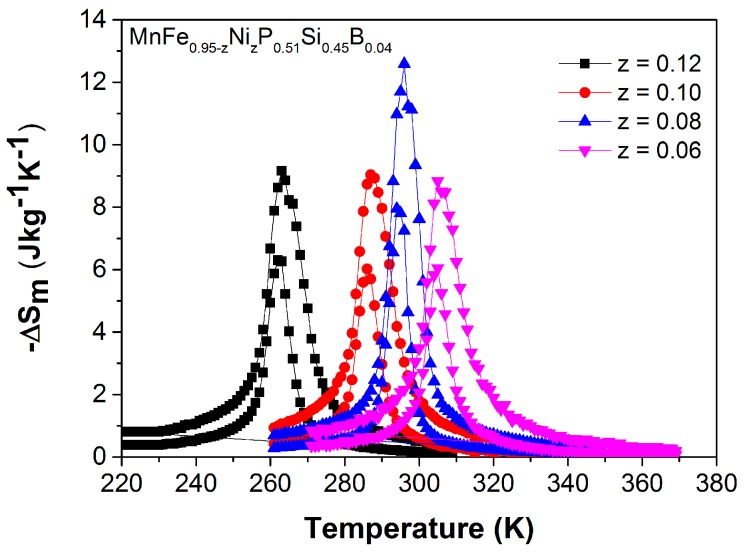 MnFe0.95-zNizP0.51Si0.45B0.04
z = 0.12
z = 0.10
z = 0.08
z = 0.06
-ΔSm (Jkg-1K-1)
14
12
10
8
6
4
2
0
220 240 260 280 300 320 340 360 380
Temperature (K)